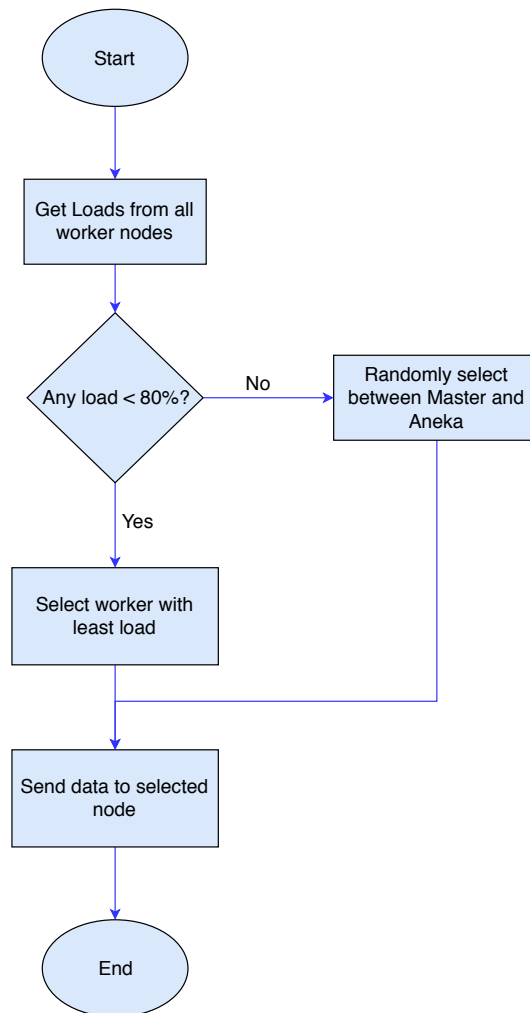 Start
Get Loads from all
worker nodes
Any load < 80%?
No
Randomly select
between Master and
Aneka
Yes
Select worker with
least load
Send data to selected
node
End